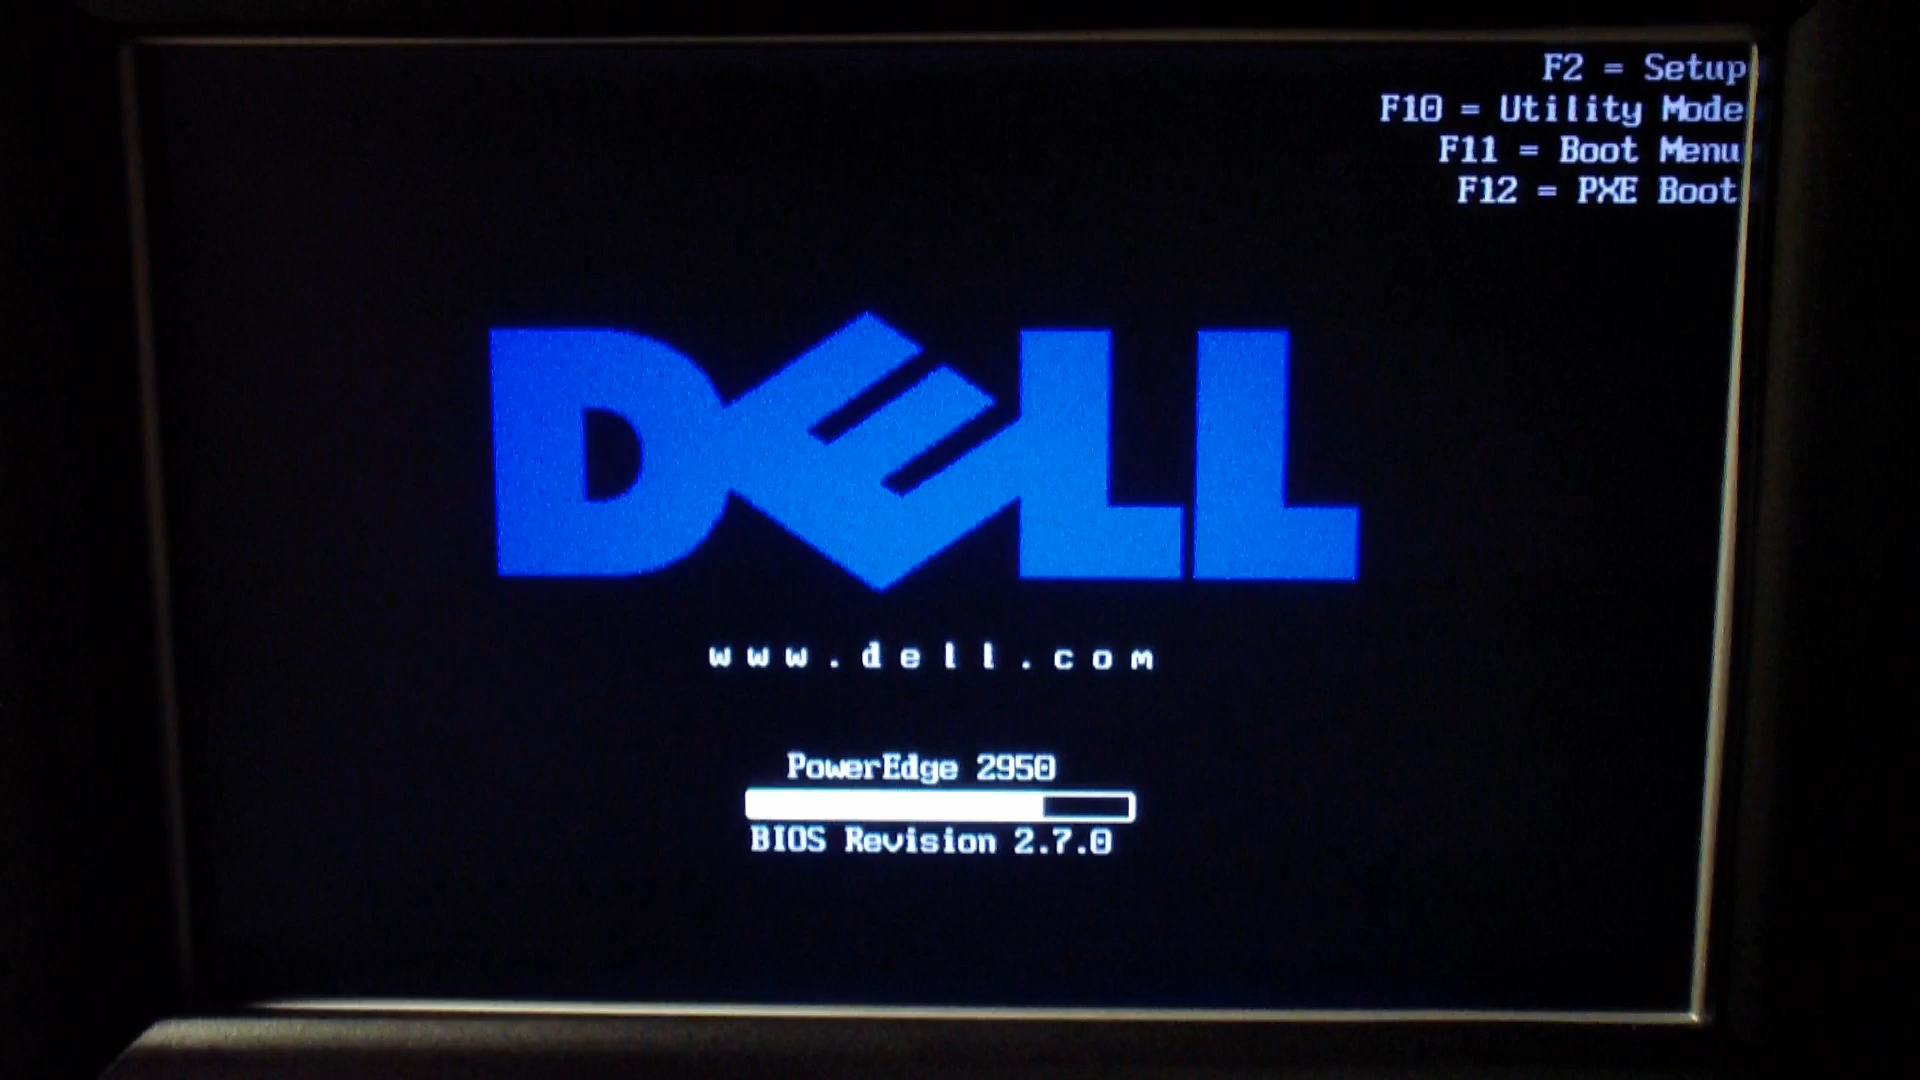 F2 = Setup
F10 = Utility Mode
F11 = Boot Menu
F12 = PXE Boot
DELL
www.dell.com
PowerEdge 2950
BIOS Revision 2.7.0